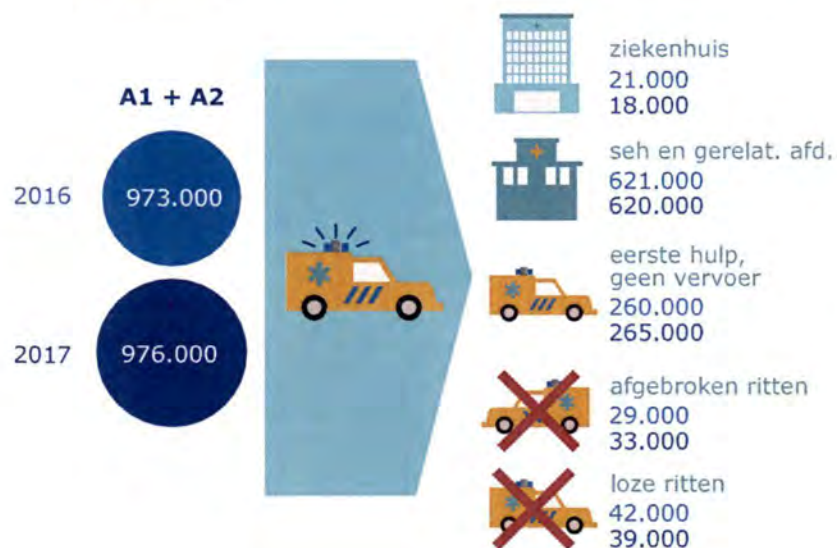 A1 + A2
2016
973.000
2017
976.000
ziekenhuis
21.000
18.000
seh en gerelat. afd.
621.000
620.000
eerste hulp,
geen vervoer
260.000
265.000
afgebroken ritten
29.000
33.000
loze ritten
42.000
39.000